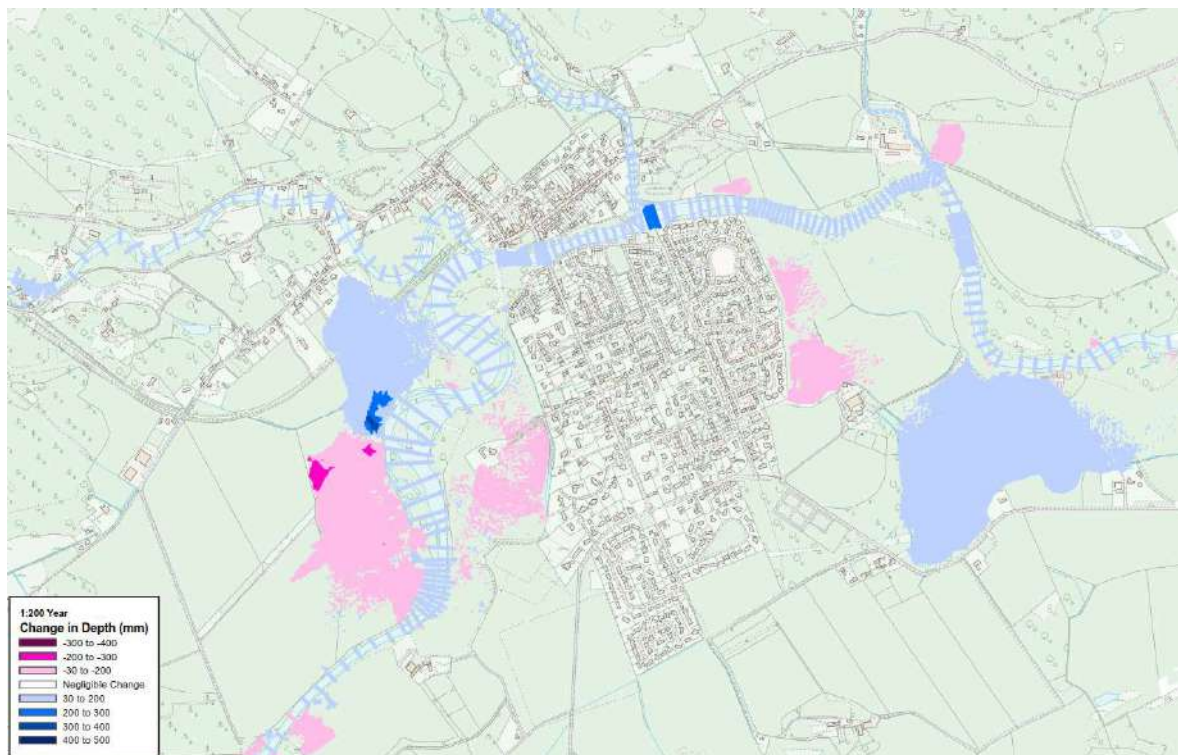 1:200 Year
Change in Depth (mm)
-300 to -400
-200 to -300
-30 to -200
Negligible Change
30 to 200
200 to 300
300 to 400
400 to 500